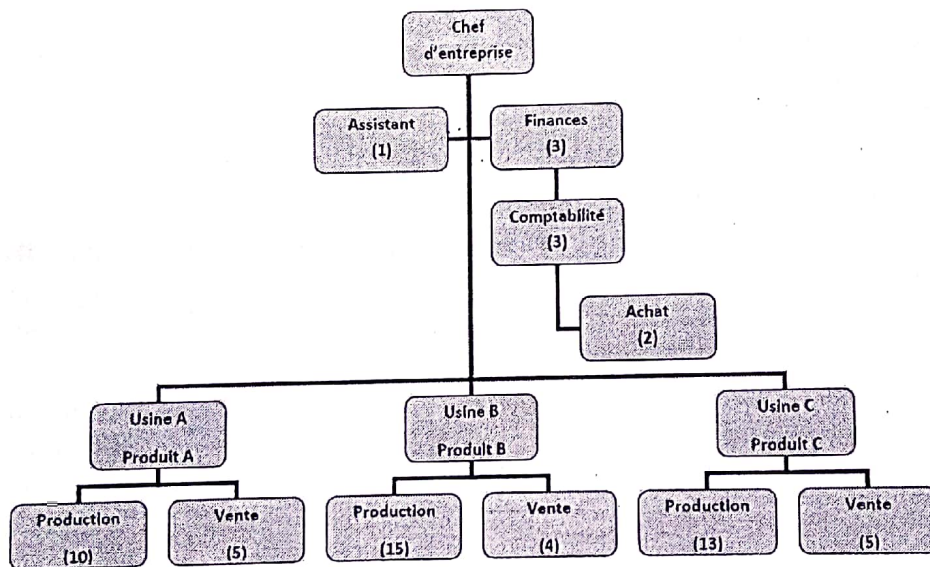 Chef
d'entreprise
Assistant
(1)
Finances
(3)
Comptabilité
(3)
Achat
(2)
Usine A
Produit A
Usine B
Produit B
Usine C
Produit C
Production
(10)
Vente
(5)
Production
(15)
Vente
(4)
Production
(13)
Vente
(5)